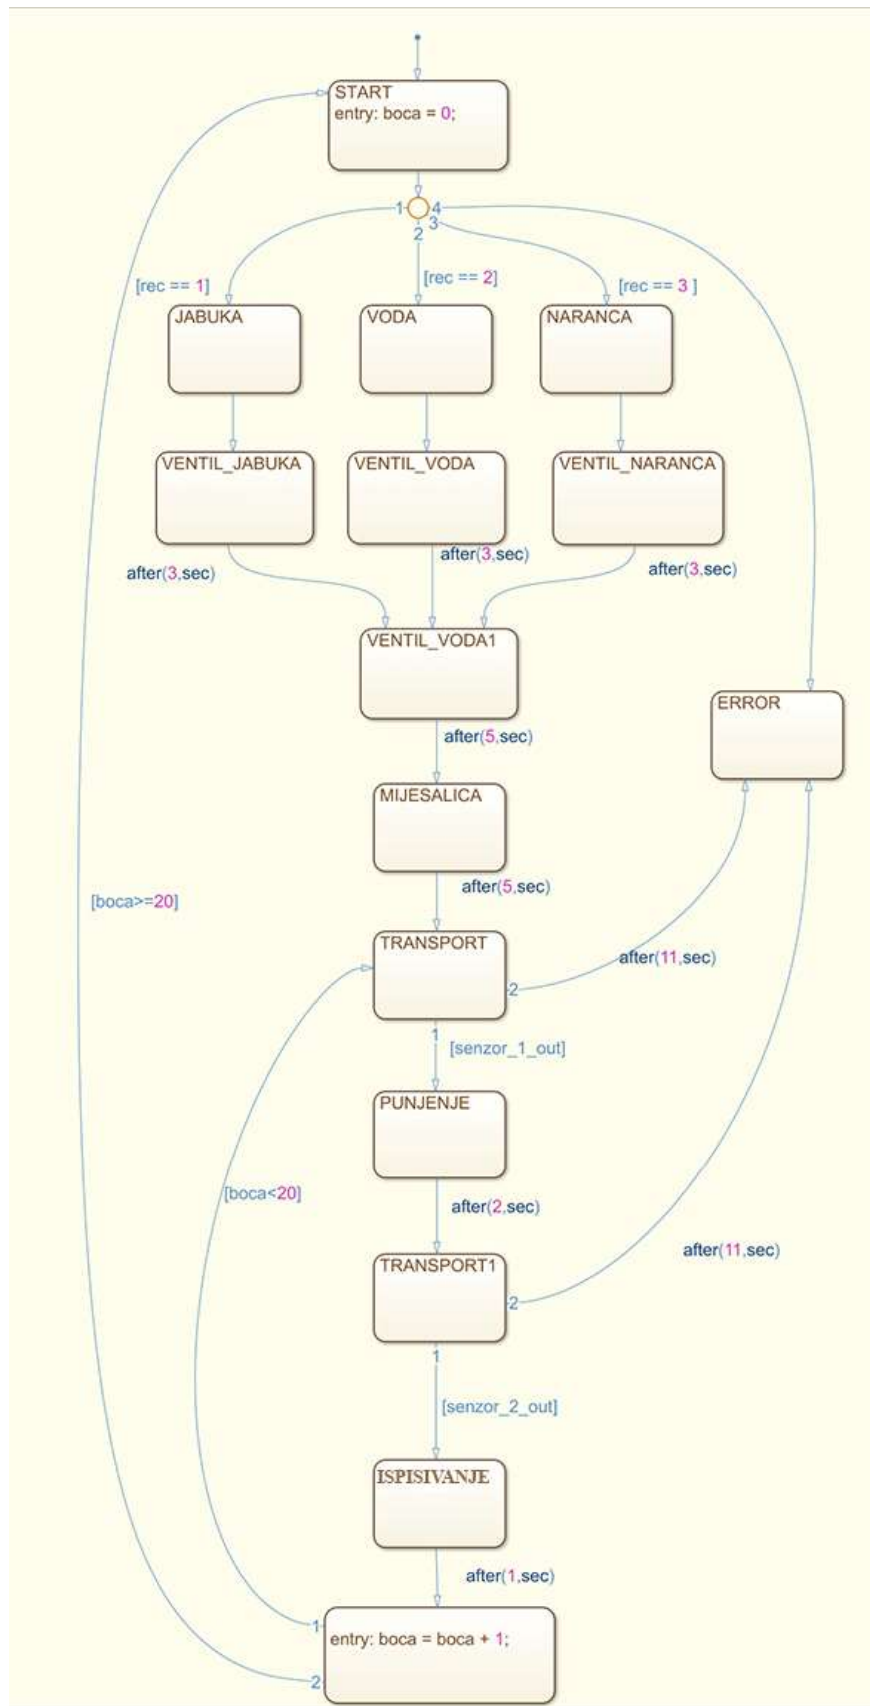 START
entry: boca = 0;
1
4
3
2
[rec == 1]
[rec == 2]
[rec == 3 ]
JABUKA
VODA
NARANCA
VENTIL_JABUKA
VENTIL_VODA
VENTIL_NARANCA
after(3,sec)
after(3,sec)
after(3,sec)
VENTIL_VODA1
ERROR
after(5,sec)
MIJESALICA
after(5,sec)
[boca>=20]
TRANSPORT
2
after(11,sec)
1
[senzor_1_out]
PUNJENJE
[boca<20]
after(2,sec)
after(11,sec)
TRANSPORT1
2
1
[senzor_2_out]
ISPISIVANJE
after(1,sec)
1
entry: boca = boca + 1;
2